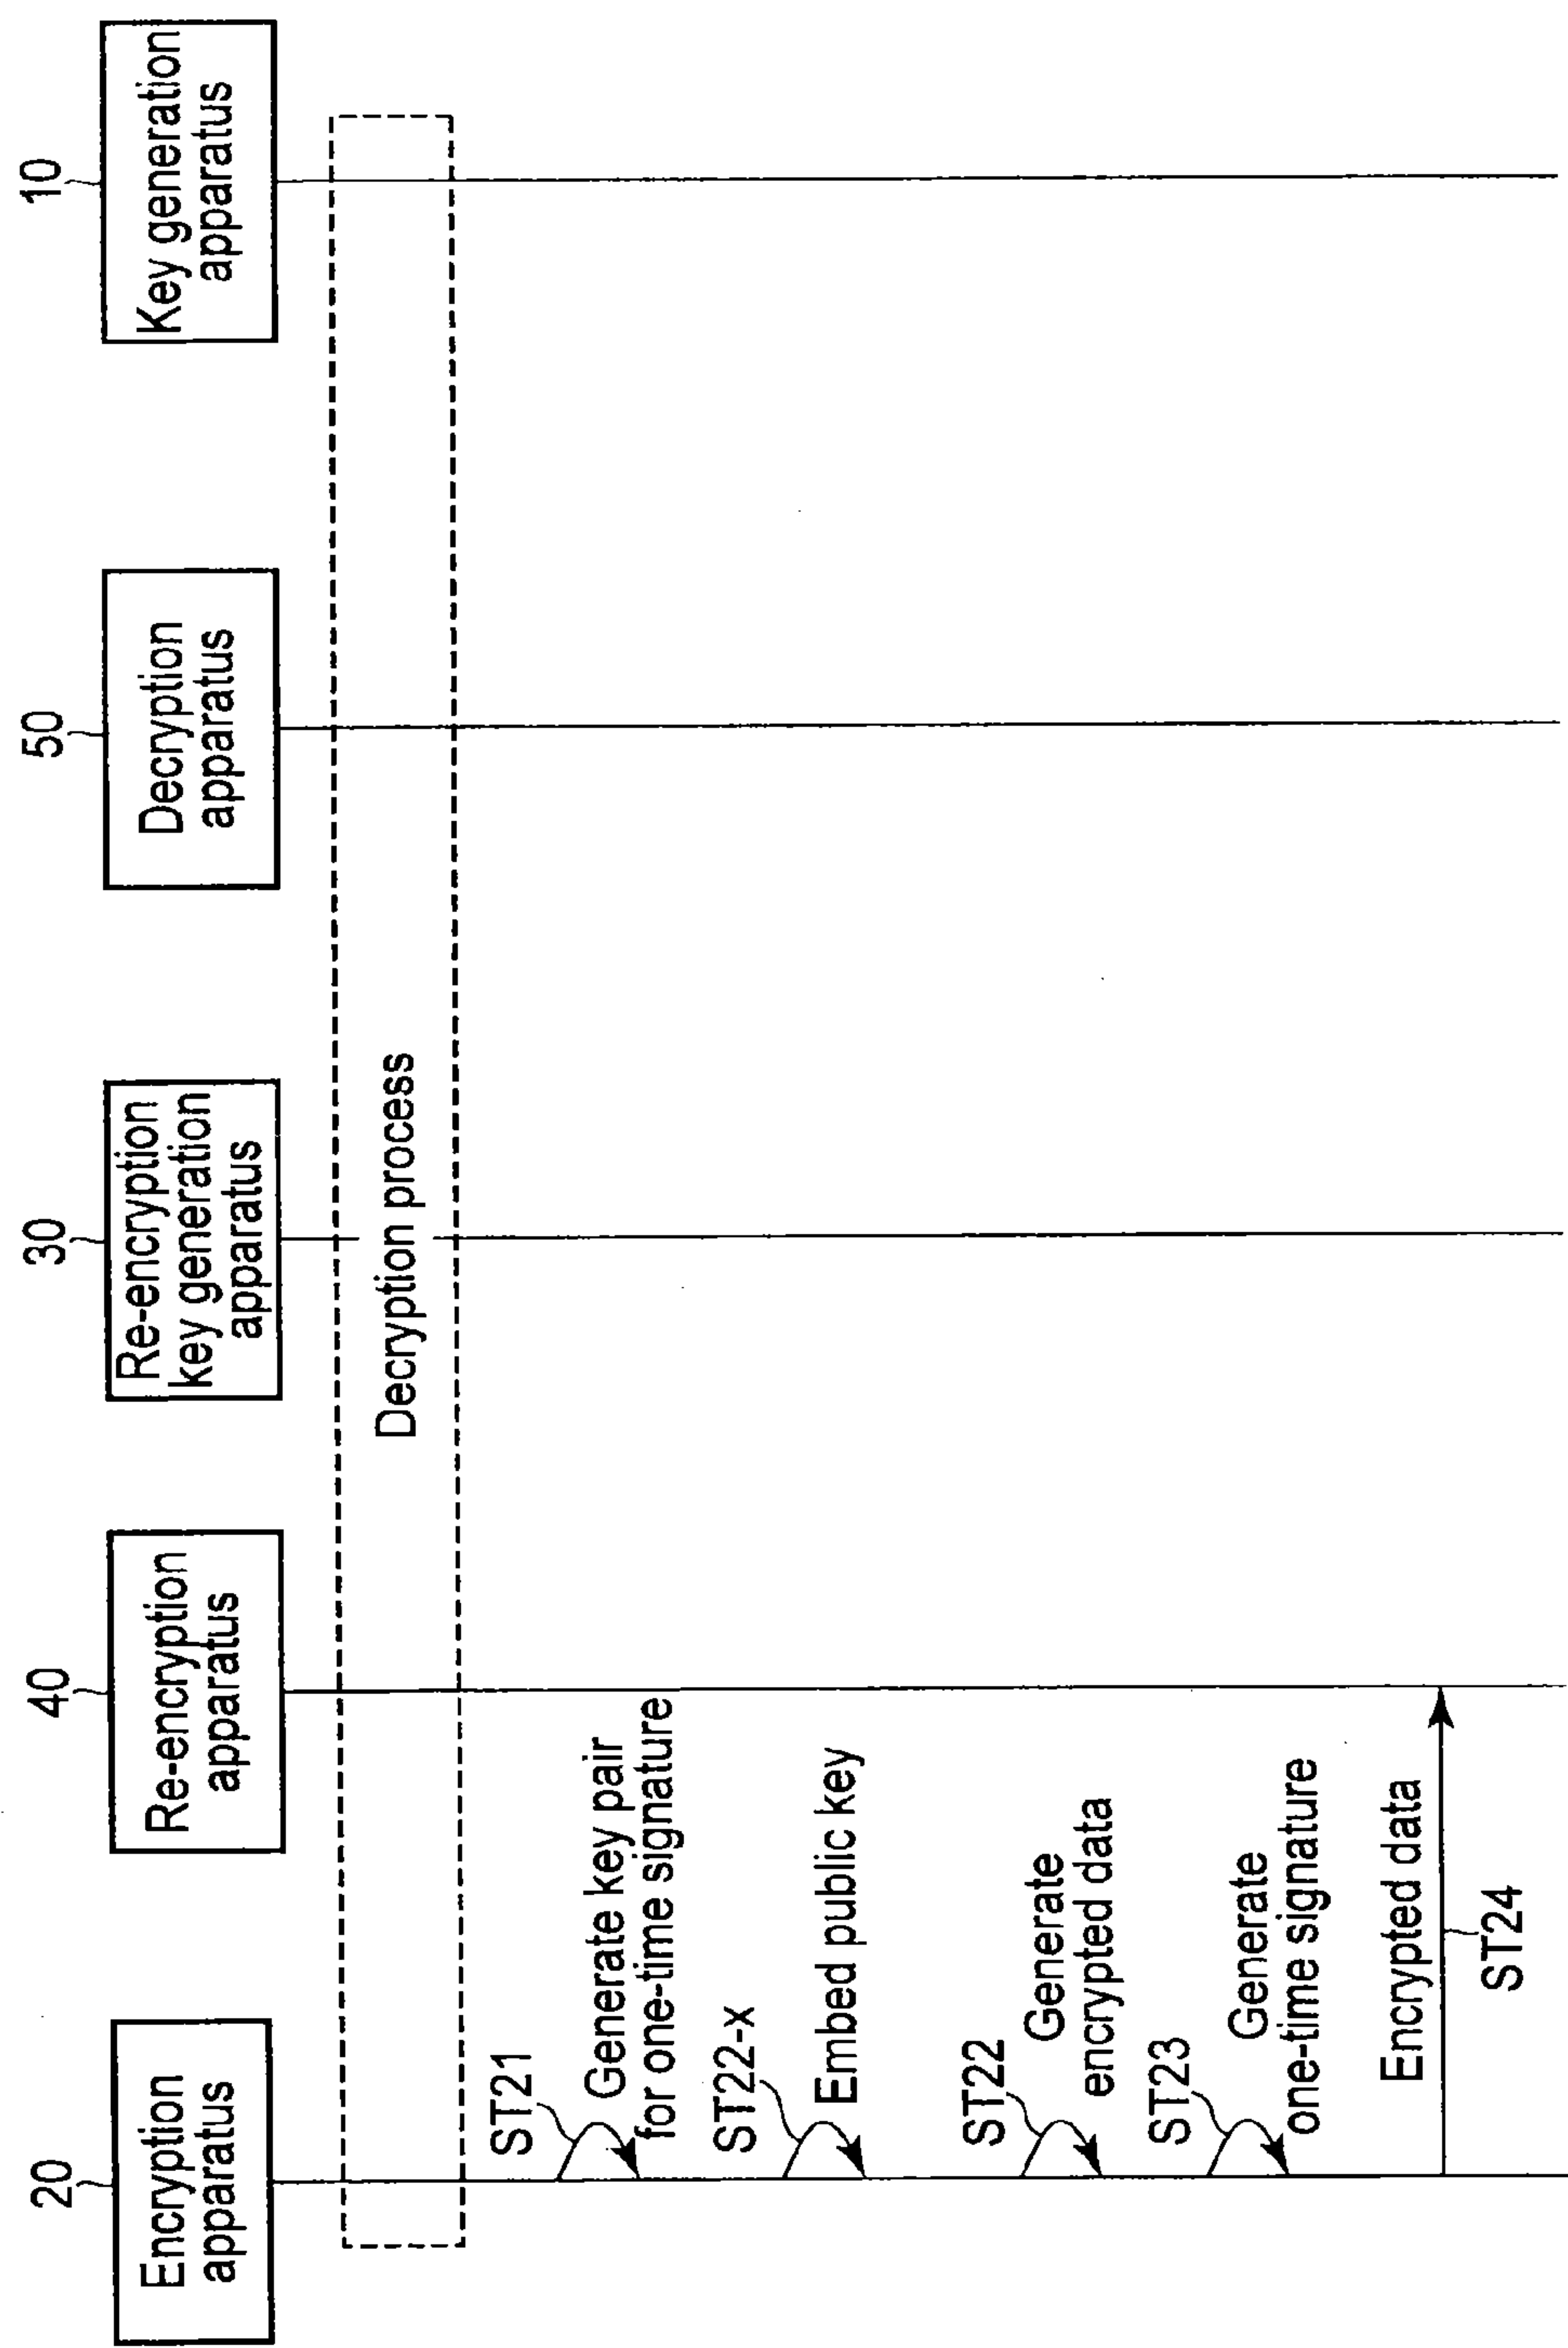 20
Encryption
apparatus
40
Re-encryption
apparatus
30
Re-encryption
key generation
apparatus
50
Decryption
apparatus
10
Key generation
apparatus
Decryption process
ST21
Generate key pair
for one-time signature
ST22-x
Embed public key
ST22
Generate
encrypted data
ST23
Generate
one-time signature
Encrypted data
ST24